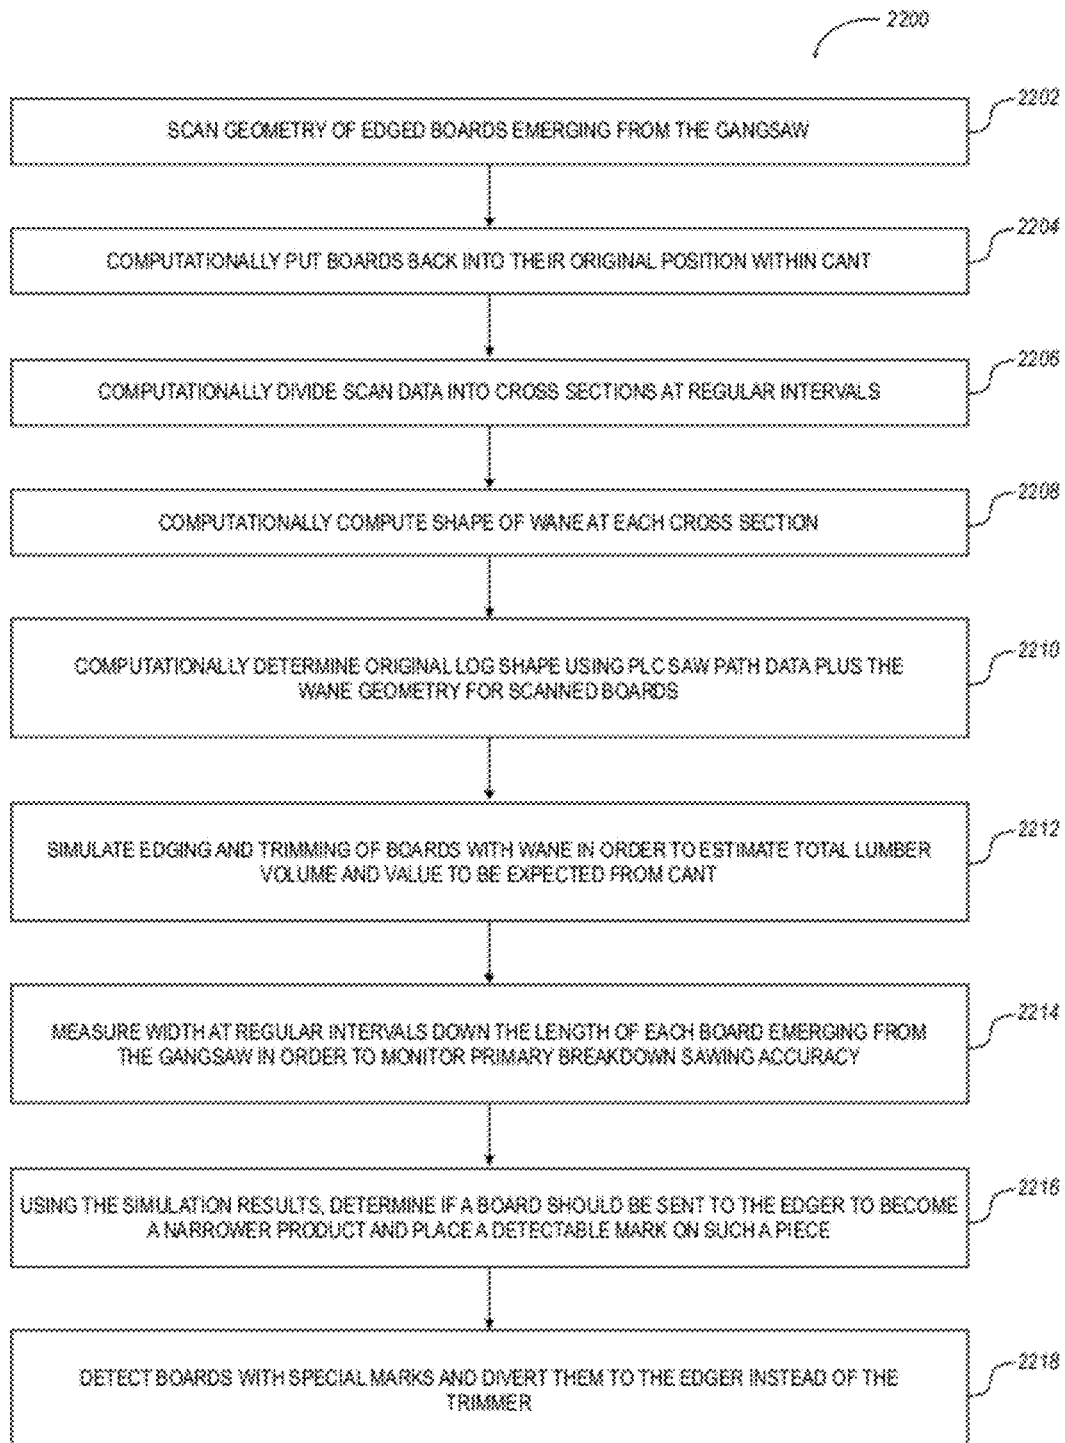 2200
2202
SCAN GEOMETRY OF EDGED BOARDS EMERGING FROM THE GANGSAW
2204
COMPUTATIONALLY PUT BOARDS BACK INTO THEIR ORIGINAL POSITION WITHIN CANT
2206
COMPUTATIONALLY DIVIDE SCAN DATA INTO CROSS SECTIONS AT REGULAR INTERVALS
2208
COMPUTATIONALLY COMPUTE SHAPE OF WANE AT EACH CROSS SECTION
2210
COMPUTATIONALLY DETERMINE ORIGINAL LOG SHAPE USING PLC SAW PATH DATA PLUS THE
WANE GEOMETRY FOR SCANNED BOARDS
2212
SIMULATE EDGING AND TRIMMING OF BOARDS WITH WANE IN ORDER TO ESTIMATE TOTAL LUMBER
VOLUME AND VALUE TO BE EXPECTED FROM CANT
2214
MEASURE WIDTH AT REGULAR INTERVALS DOWN THE LENGTH OF EACH BOARD EMERGING FROM
THE GANGSAW IN ORDER TO MONITOR PRIMARY BREAKDOWN SAWING ACCURACY
2216
USING THE SIMULATION RESULTS, DETERMINE IF A BOARD SHOULD BE SENT TO THE EDGER TO BECOME
A NARROWER PRODUCT AND PLACE A DETECTABLE MARK ON SUCH A PIECE
2218
DETECT BOARDS WITH SPECIAL MARKS AND DIVERT THEM TO THE EDGER INSTEAD OF THE
TRIMMER